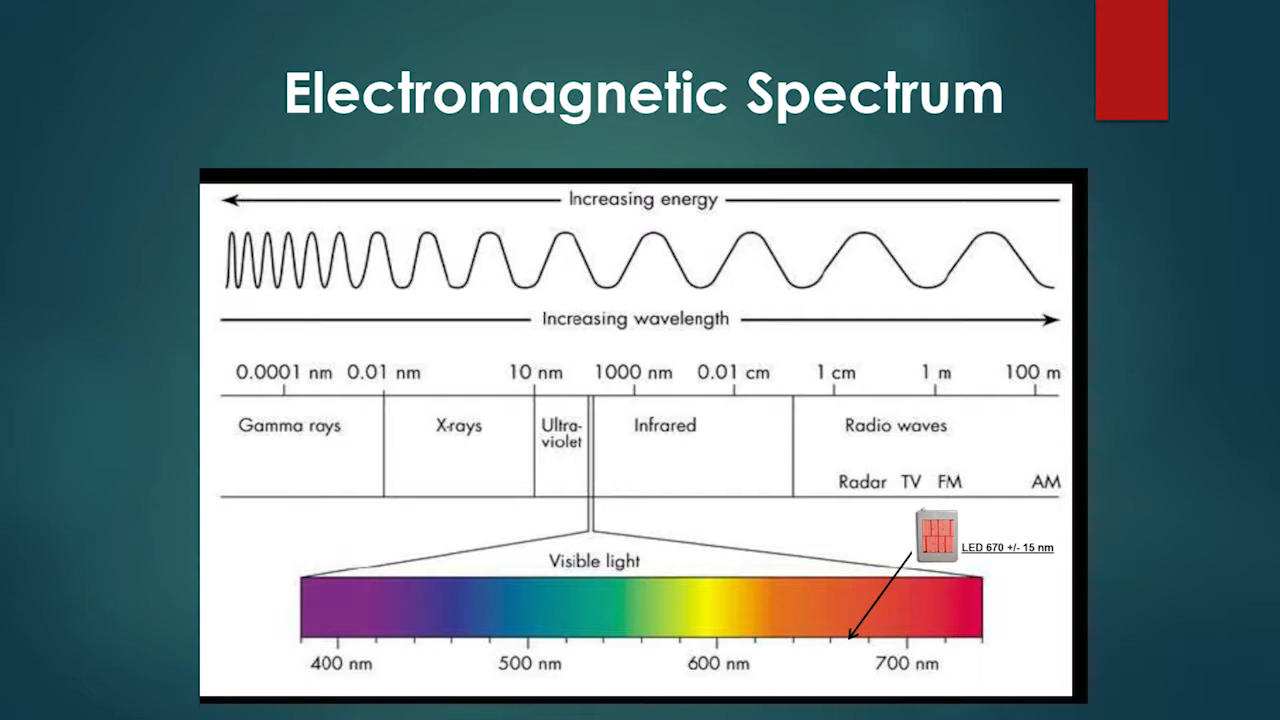 Electromagnetic Spectrum
Increasing energy
Increasing wavelength
0.0001 nm 0.01 nm 10 nm 1000 nm 0.01 cm 1 cm 1 m 100 m
Gamma rays X-rays Ultra-violet Infrared Radio waves
Radar TV FM AM
LED 670 +/- 15 nm
Visible light
400 nm 500 nm 600 nm 700 nm